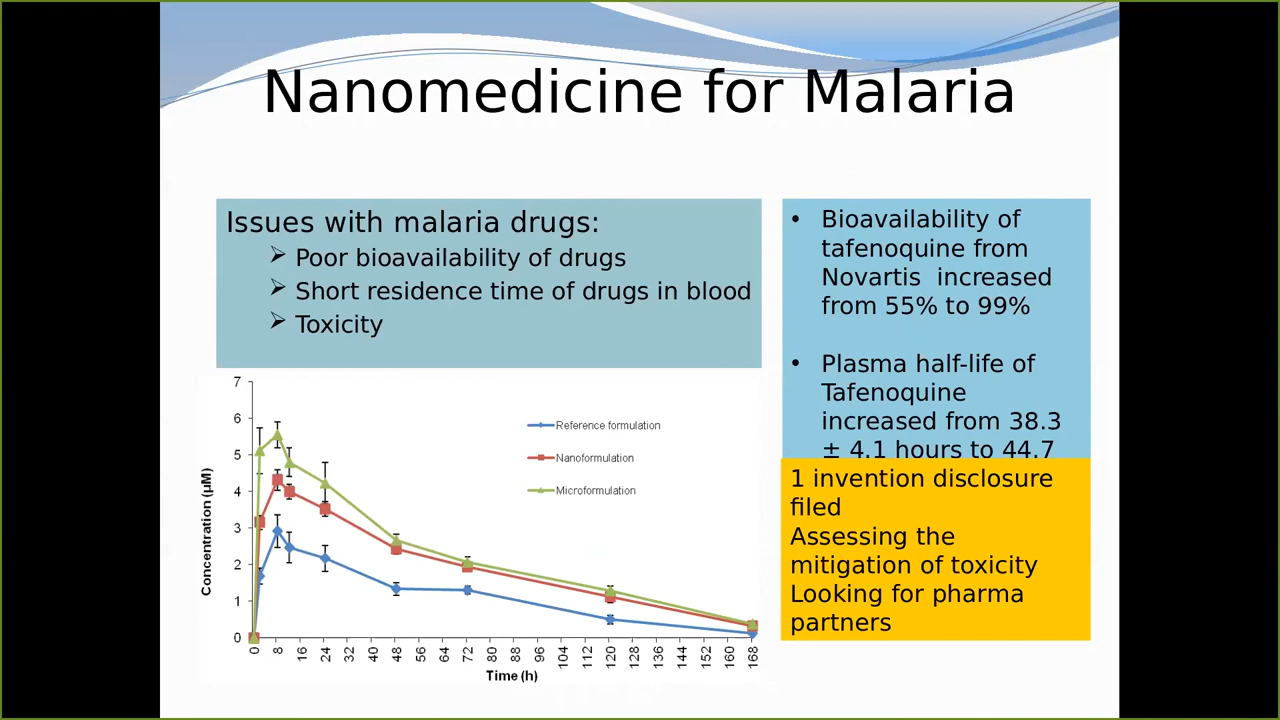 Nanomedicine for Malaria
Issues with malaria drugs:
➢ Poor bioavailability of drugs
➢ Short residence time of drugs in blood
➢ Toxicity
• Bioavailability of
tafenoquine from
Novartis increased
from 55% to 99%
• Plasma half-life of
Tafenoquine
increased from 38.3
± 4.1 hours to 44.7
1 invention disclosure
filed
Assessing the
mitigation of toxicity
Looking for pharma
partners
7
6
5
4
3
2
1
0
Concentration (µM)
Reference formulation
Nanoformulation
Microformulation
0 8 16 24 32 40 48 56 64 72 80 88 96 104 112 120 128 136 144 152 160 168
Time (h)